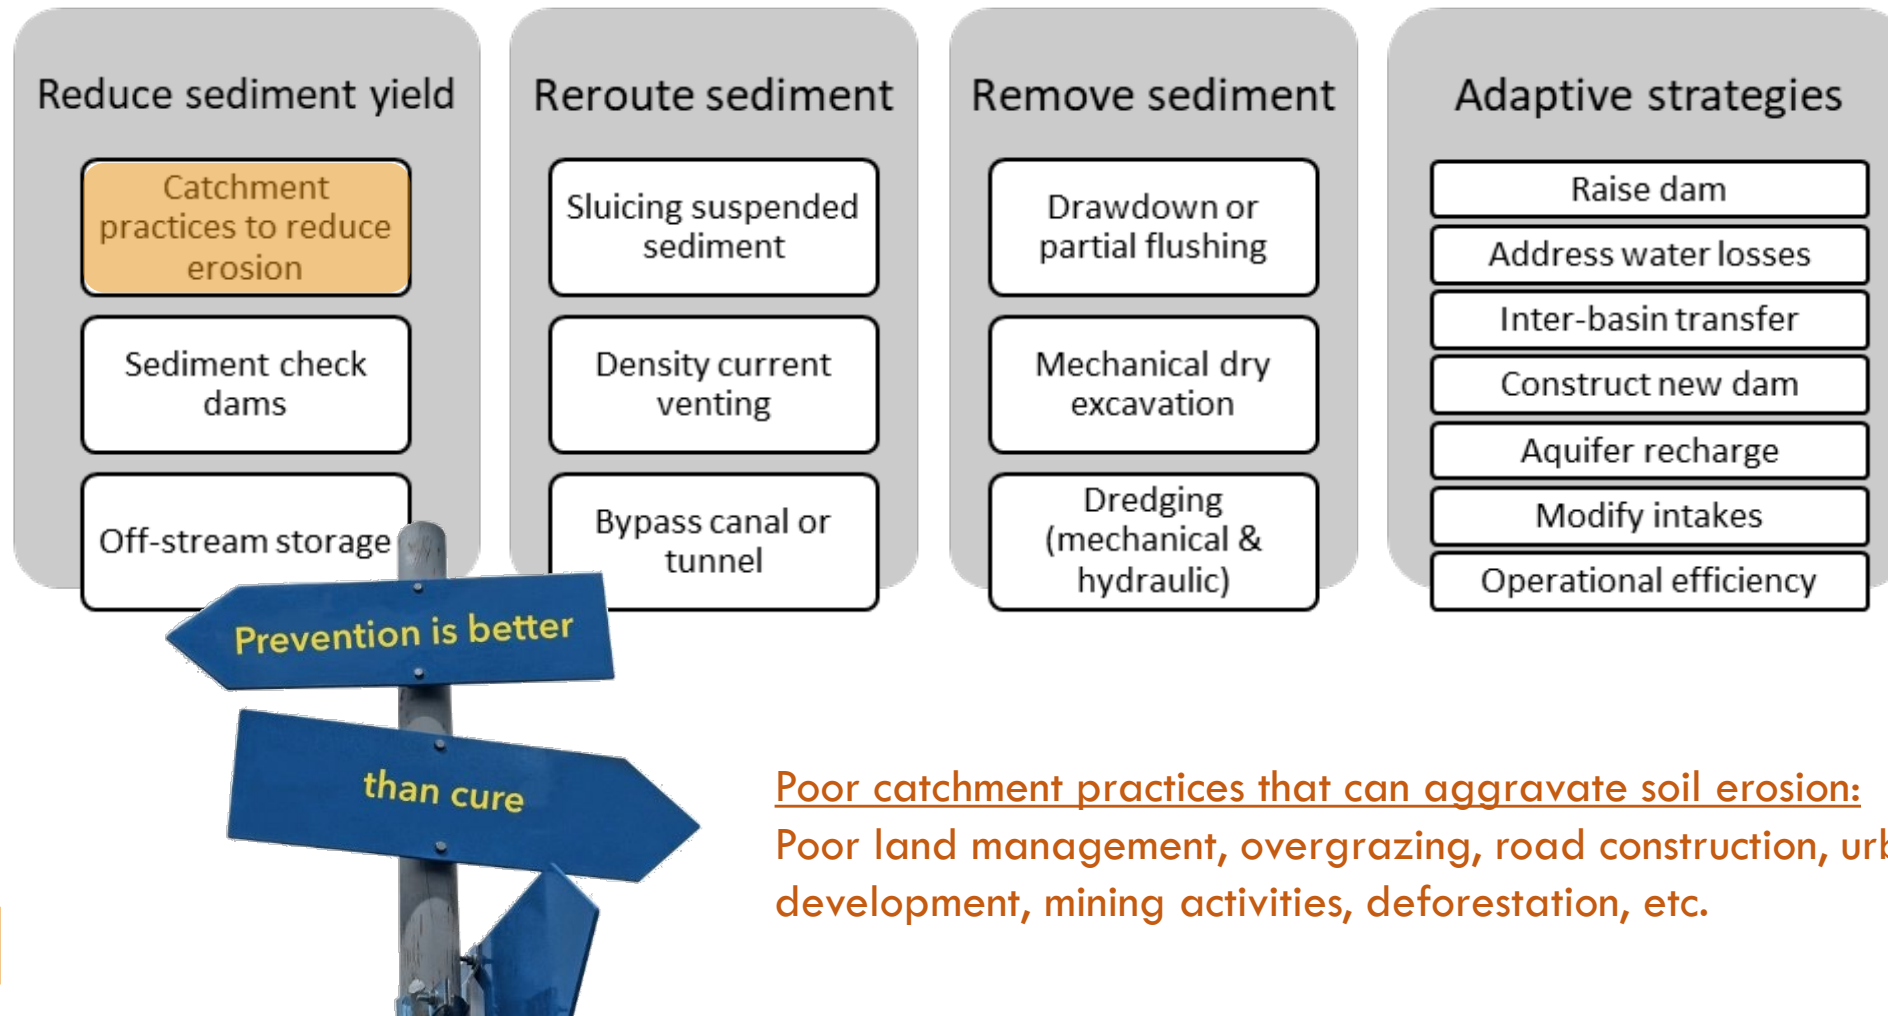 Reduce sediment yield
Catchment
practices to reduce
erosion
Sediment check
dams
Off-stream storage
Reroute sediment
Sluicing suspended
sediment
Density current
venting
Bypass canal or
tunnel
Remove sediment
Drawdown or
partial flushing
Mechanical dry
excavation
Dredging
(mechanical &
hydraulic)
Adaptive strategies
Raise dam
Address water losses
Inter-basin transfer
Construct new dam
Aquifer recharge
Modify intakes
Operational efficiency
Prevention is better
than cure
Poor catchment practices that can aggravate soil erosion:
Poor land management, overgrazing, road construction,
development, mining activities, deforestation, etc.